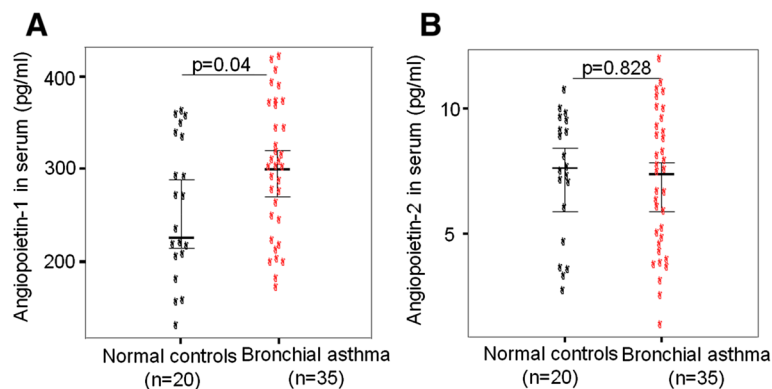 A
B
Angiopoietin-1 in serum (pg/ml)
400
300
200
p=0.04
Normal controls
(n=20)
Bronchial asthma
(n=35)
Angiopoietin-2 in serum (pg/ml)
10
5
p=0.828
Normal controls
(n=20)
Bronchial asthma
(n=35)